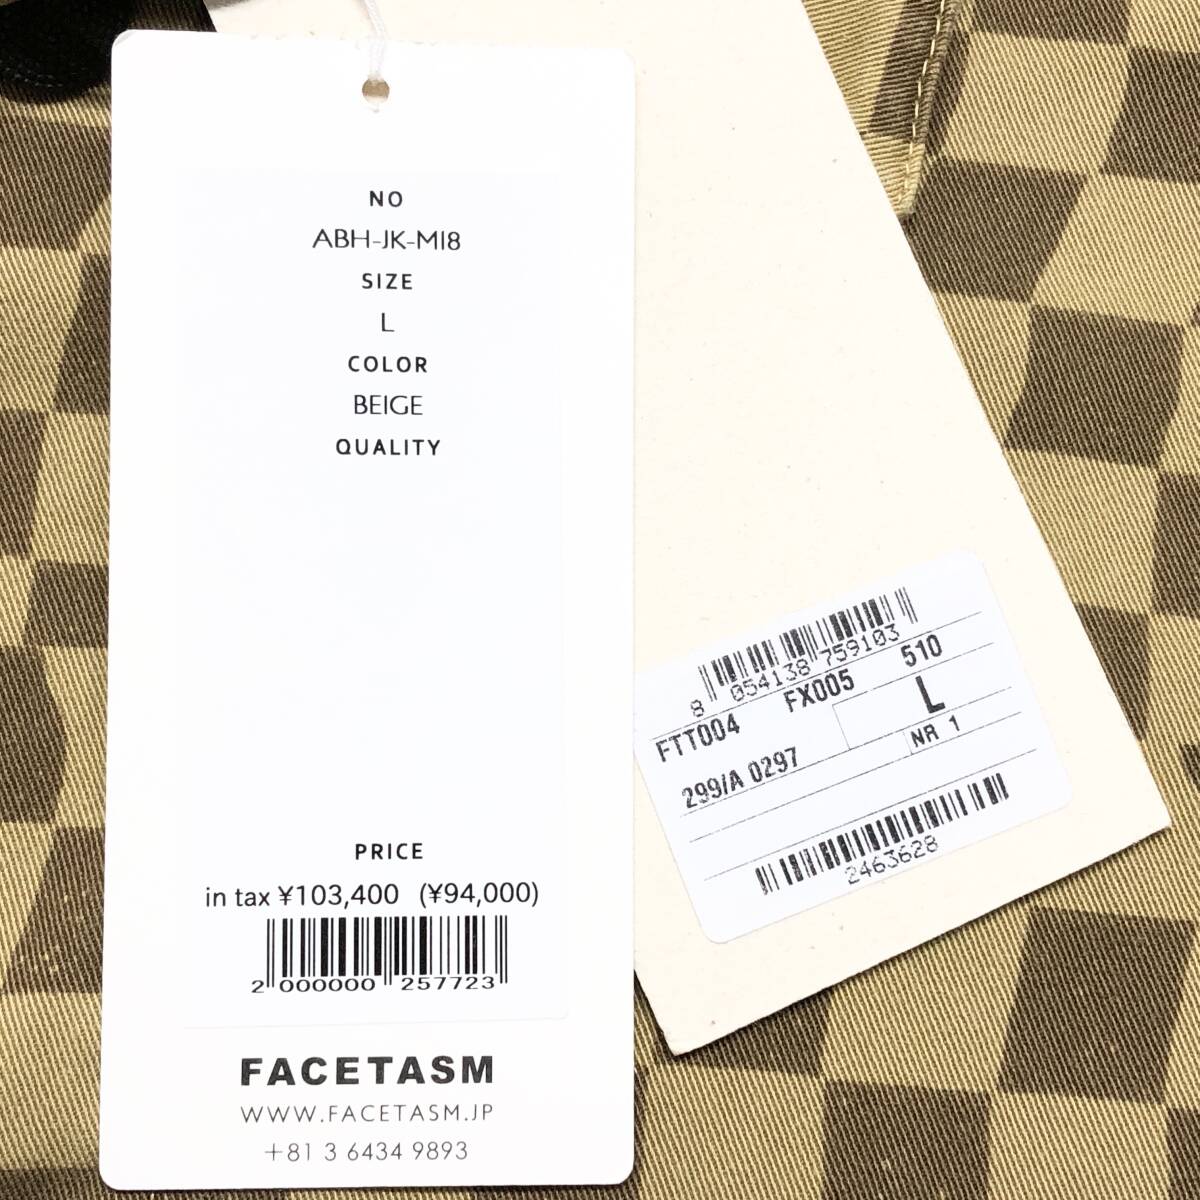 NO
ABH-JK-M18
SIZE
L
COLOR
BEIGE
QUALITY
PRICE
in tax ¥103,400 (¥94,000)
2 000000 257723
FACETASM
WWW.FACETASM.JP
+81 3 6434 9893
8 054138 759103
FTT004 FX005 510
L
299/A 0297 NR 1
2463628